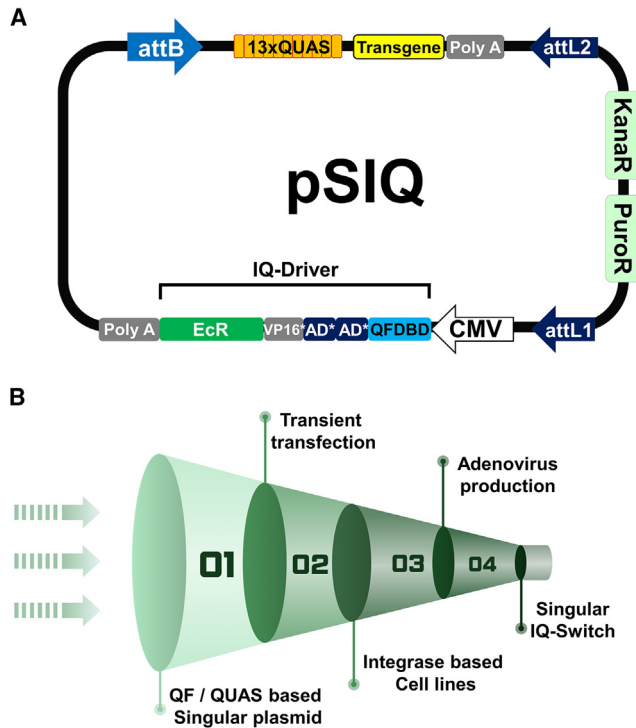 A
attB
13xQUAS
Transgene
Poly A
attL2
KanaR
PuroR
pSIQ
IQ-Driver
Poly A
EcR
VP16*
AD*
AD*
QFDBD
CMV
attL1
B
Transient
transfection
Adenovirus
production
01
02
03
04
Singular
IQ-Switch
Integrase based
Cell lines
QF / QUAS based
Singular plasmid